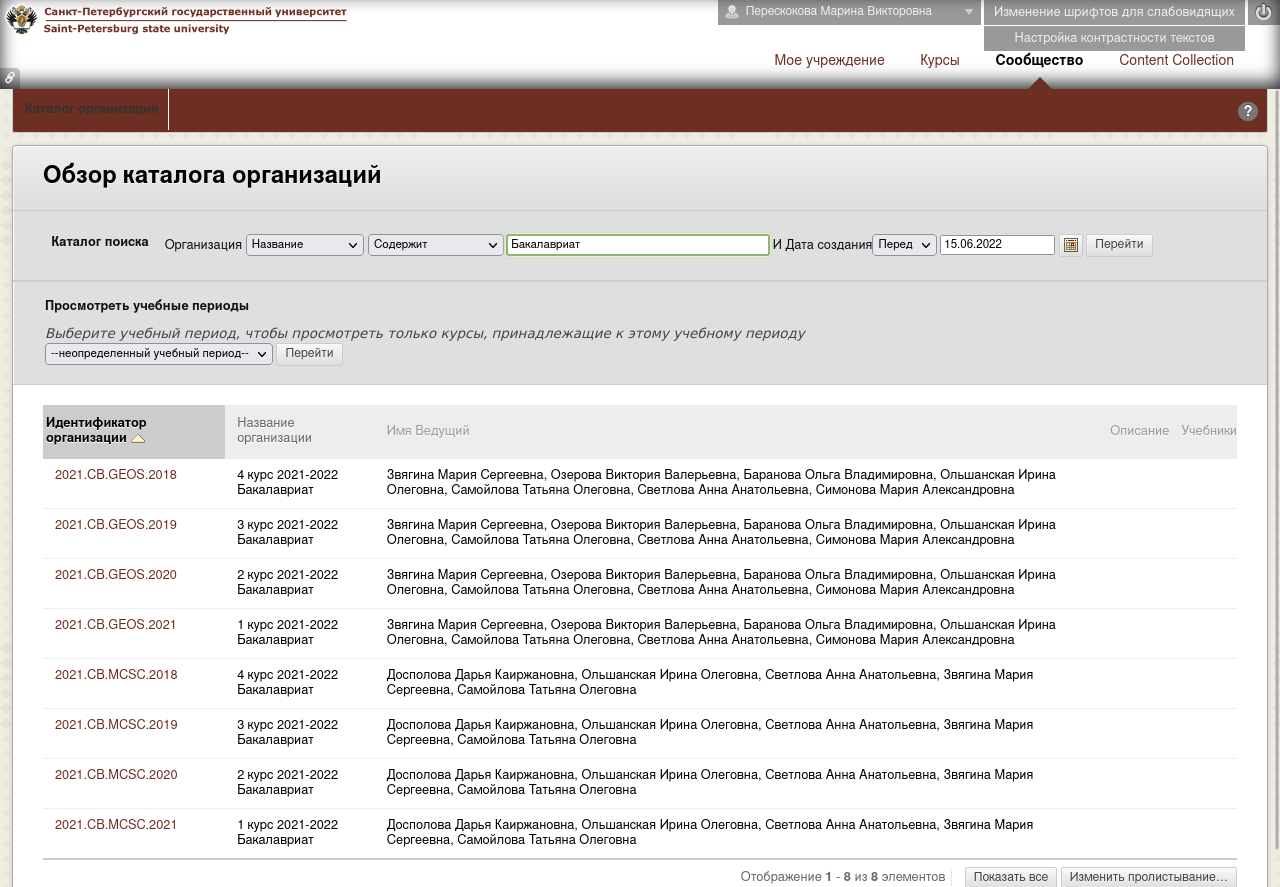 Санкт-Петербургский государственный университет
Saint-Petersburg state university
Перескокова Марина Викторовна
Изменение шрифтов для слабовидящих
Настройка контрастности текстов
Мое учреждение Курсы Сообщество Content Collection
Каталог организаций
?
Обзор каталога организаций
Каталог поиска Организация Название Содержит Бакалавриат И Дата создания Перед 15.06.2022 Перейти
Просмотреть учебные периоды
Выберите учебный период, чтобы просмотреть только курсы, принадлежащие к этому учебному периоду
--неопределенный учебный период-- Перейти
Идентификатор организации Название организации Имя Ведущий Описание Учебники
2021.CB.GEOS.2018 4 курс 2021-2022 Звягина Мария Сергеевна, Озерова Виктория Валерьевна, Баранова Ольга Владимировна, Ольшанская Ирина
Бакалавриат Олеговна, Самойлова Татьяна Олеговна, Светлова Анна Анатольевна, Симонова Мария Александровна
2021.CB.GEOS.2019 3 курс 2021-2022 Звягина Мария Сергеевна, Озерова Виктория Валерьевна, Баранова Ольга Владимировна, Ольшанская Ирина
Бакалавриат Олеговна, Самойлова Татьяна Олеговна, Светлова Анна Анатольевна, Симонова Мария Александровна
2021.CB.GEOS.2020 2 курс 2021-2022 Звягина Мария Сергеевна, Озерова Виктория Валерьевна, Баранова Ольга Владимировна, Ольшанская Ирина
Бакалавриат Олеговна, Самойлова Татьяна Олеговна, Светлова Анна Анатольевна, Симонова Мария Александровна
2021.CB.GEOS.2021 1 курс 2021-2022 Звягина Мария Сергеевна, Озерова Виктория Валерьевна, Баранова Ольга Владимировна, Ольшанская Ирина
Бакалавриат Олеговна, Самойлова Татьяна Олеговна, Светлова Анна Анатольевна, Симонова Мария Александровна
2021.CB.MCSC.2018 4 курс 2021-2022 Досполова Дарья Каиржановна, Ольшанская Ирина Олеговна, Светлова Анна Анатольевна, Звягина Мария
Бакалавриат Сергеевна, Самойлова Татьяна Олеговна
2021.CB.MCSC.2019 3 курс 2021-2022 Досполова Дарья Каиржановна, Ольшанская Ирина Олеговна, Светлова Анна Анатольевна, Звягина Мария
Бакалавриат Сергеевна, Самойлова Татьяна Олеговна
2021.CB.MCSC.2020 2 курс 2021-2022 Досполова Дарья Каиржановна, Ольшанская Ирина Олеговна, Светлова Анна Анатольевна, Звягина Мария
Бакалавриат Сергеевна, Самойлова Татьяна Олеговна
2021.CB.MCSC.2021 1 курс 2021-2022 Досполова Дарья Каиржановна, Ольшанская Ирина Олеговна, Светлова Анна Анатольевна, Звягина Мария
Бакалавриат Сергеевна, Самойлова Татьяна Олеговна
Отображение 1 - 8 из 8 элементов Показать все Изменить пролистывание…